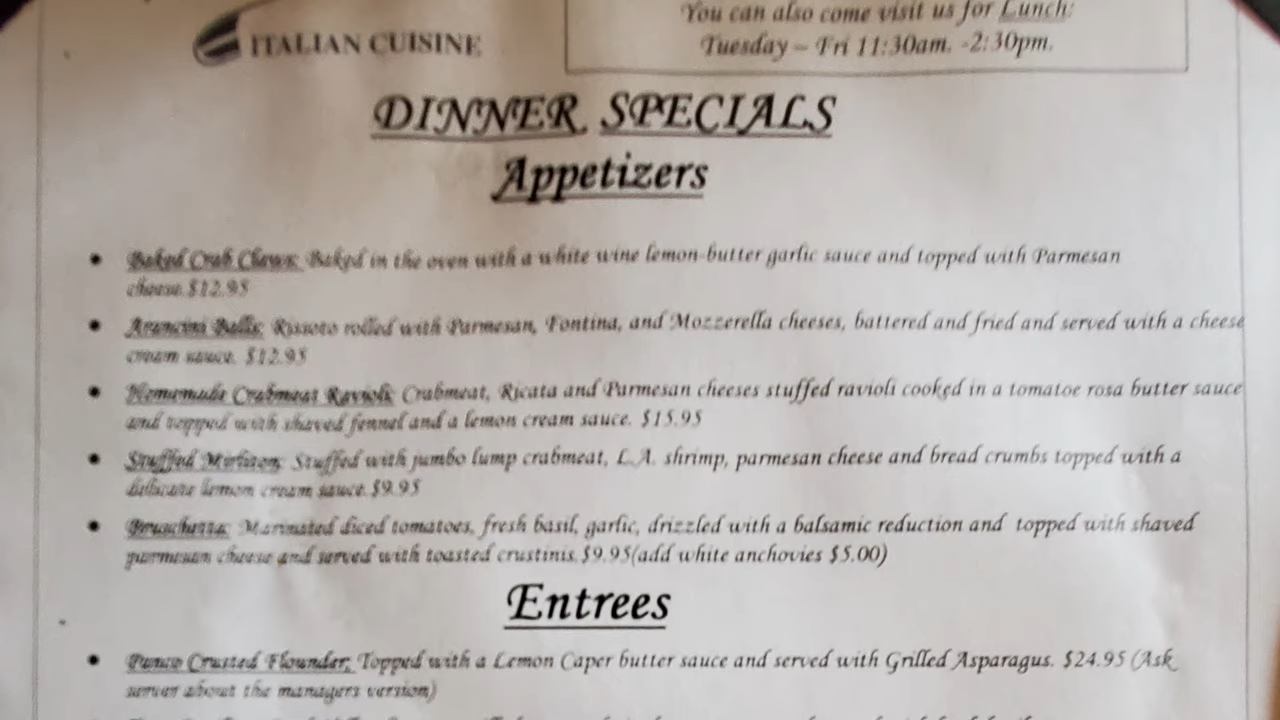 You can also come visit us for Lunch:
ITALIAN CUISINE
Tuesday – Fri 11:30am. -2:30pm.
DINNER SPECIALS
Appetizers
• Baked Crab Claws: Baked in the oven with a white wine lemon-butter garlic sauce and topped with Parmesan
cheese.$12.95
• Arancini Balls: Rissoto rolled with Parmesan, Fontina, and Mozzerella cheeses, battered and fried and served with a cheese
cream sauce. $12.95
• Homemade Crabmeat Ravioli: Crabmeat, Ricata and Parmesan cheeses stuffed ravioli cooked in a tomatoe rosa butter sauce
and topped with shaved fennel and a lemon cream sauce. $15.95
• Stuffed Mirliton: Stuffed with jumbo lump crabmeat, L.A. shrimp, parmesan cheese and bread crumbs topped with a
delicate lemon cream sauce.$9.95
• Bruschetta: Marinated diced tomatoes, fresh basil, garlic, drizzled with a balsamic reduction and topped with shaved
parmesan cheese and served with toasted crustinis.$9.95(add white anchovies $5.00)
Entrees
• Panco Crusted Flounder: Topped with a Lemon Caper butter sauce and served with Grilled Asparagus. $24.95 (Ask
server about the managers version)